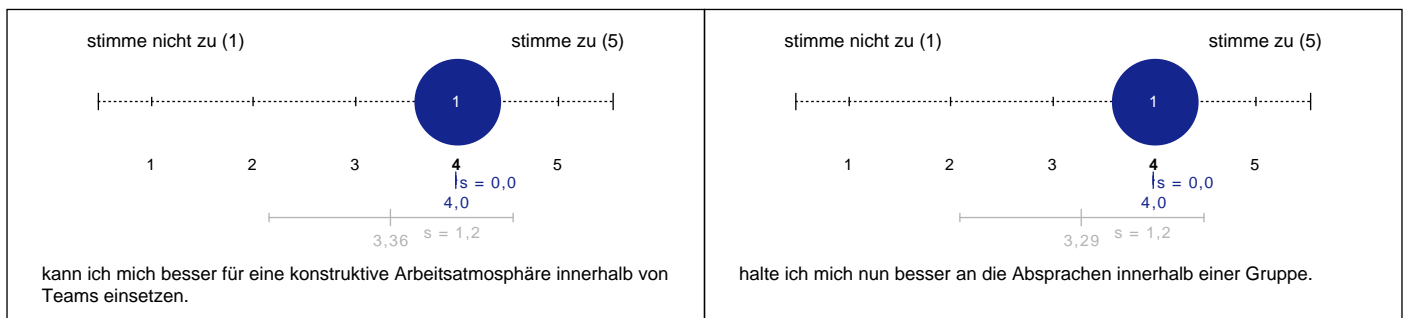 stimme nicht zu (1) stimme zu (5)
1
1 2 3 4 5
s = 0,0
4,0
3,36 s = 1,2
kann ich mich besser für eine konstruktive Arbeitsatmosphäre innerhalb von
Teams einsetzen.
stimme nicht zu (1) stimme zu (5)
1
1 2 3 4 5
s = 0,0
4,0
3,29 s = 1,2
halte ich mich nun besser an die Absprachen innerhalb einer Gruppe.